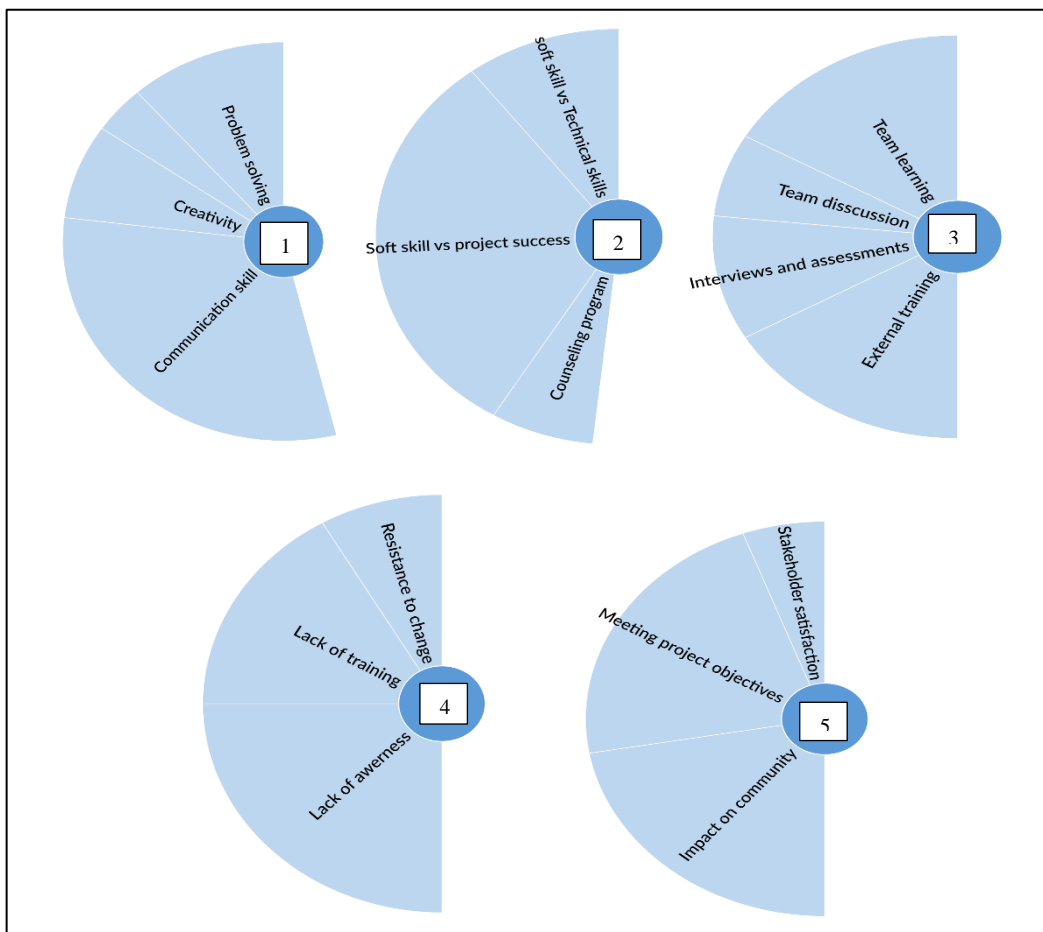 Problem solving
Creativity
Communication skill
1
soft skill vs Technical skills
Soft skill vs project success
Counseling program
2
Team learning
Team disscussion
Interviews and assessments
External training
3
Resistance to change
Lack of training
Lack of awerness
4
Stakeholder satisfaction
Meeting project objectives
Impact on community
5